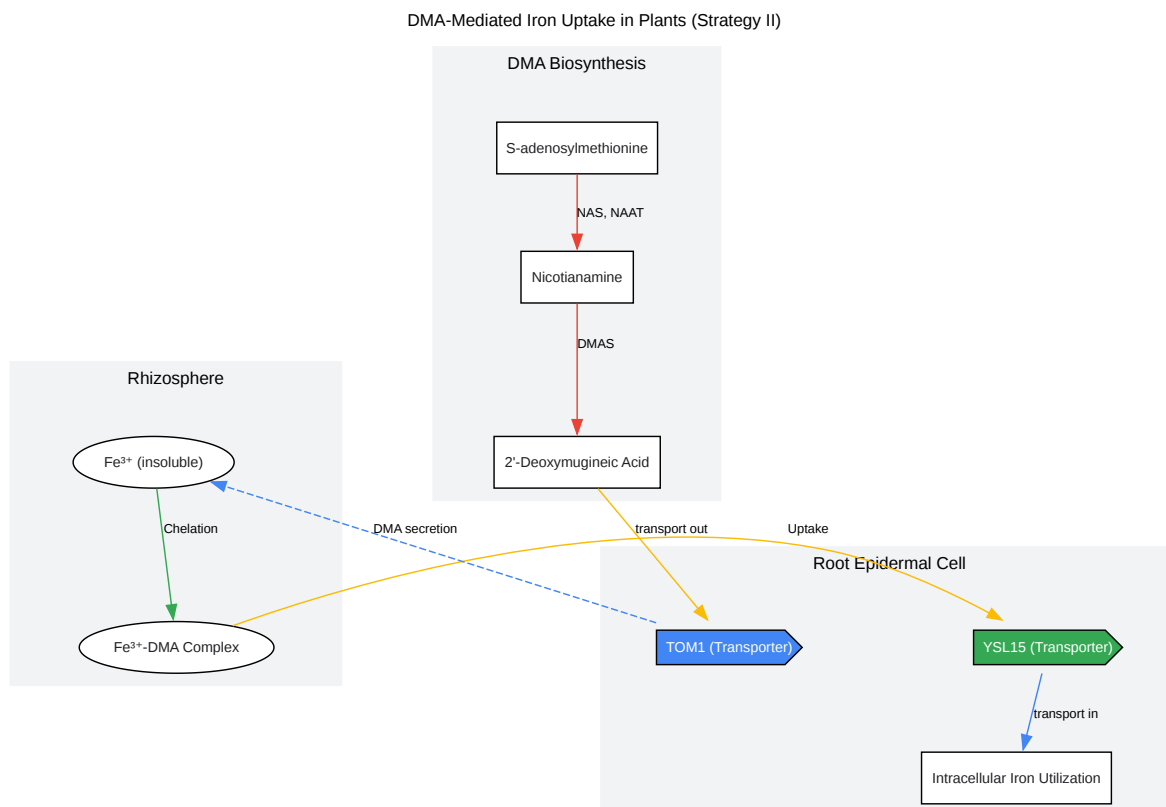 DMA-Mediated Iron Uptake in Plants (Strategy II)
DMA Biosynthesis
S-adenosylmethionine
NAS, NAAT
Nicotianamine
DMAS
Rhizosphere
Fe³⁺ (insoluble)
2'-Deoxymugineic Acid
Chelation
DMA secretion
transport out
Uptake
Root Epidermal Cell
Fe³⁺-DMA Complex
TOM1 (Transporter)
YSL15 (Transporter)
transport in
Intracellular Iron Utilization